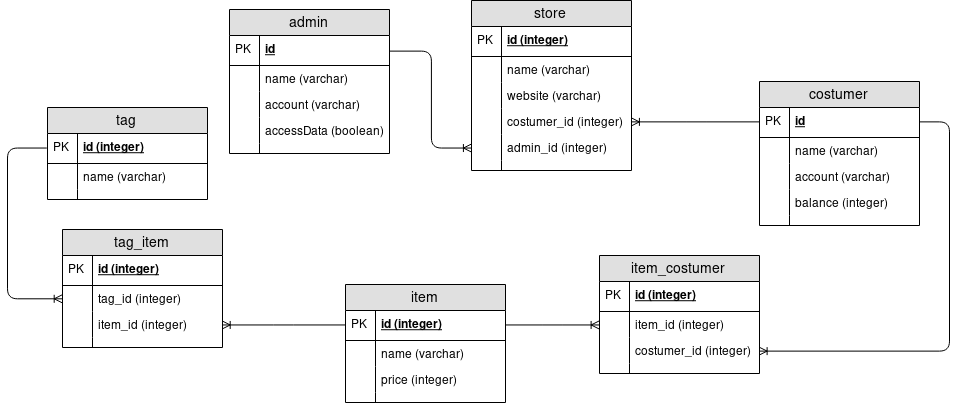 admin
PK id
name (varchar)
account (varchar)
accessData (boolean)
store
PK id (integer)
name (varchar)
website (varchar)
costumer_id (integer)
admin_id (integer)
costumer
PK id
name (varchar)
account (varchar)
balance (integer)
tag
PK id (integer)
name (varchar)
tag_item
PK id (integer)
tag_id (integer)
item_id (integer)
item
PK id (integer)
name (varchar)
price (integer)
item_costumer
PK id (integer)
item_id (integer)
costumer_id (integer)